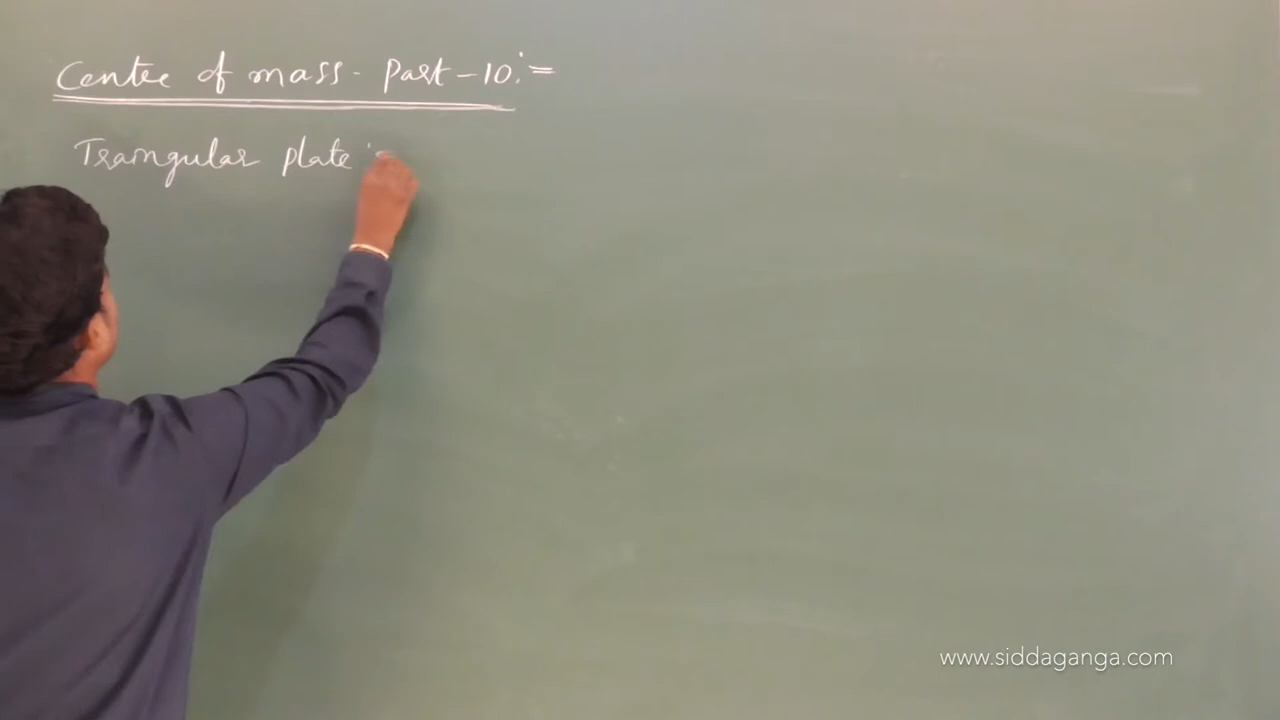 Centre of mass - Part - 10:=
Triangular plate :
www.siddaganga.com